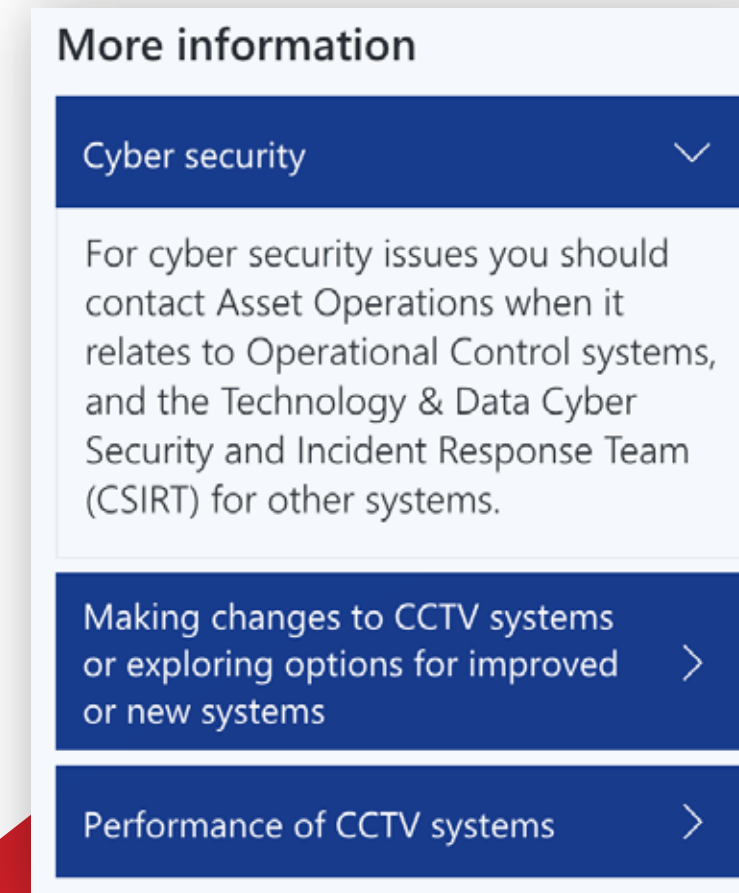 More information
Cyber security
For cyber security issues you should
contact Asset Operations when it
relates to Operational Control systems,
and the Technology & Data Cyber
Security and Incident Response Team
(CSIRT) for other systems.
Making changes to CCTV systems
or exploring options for improved
or new systems
Performance of CCTV systems